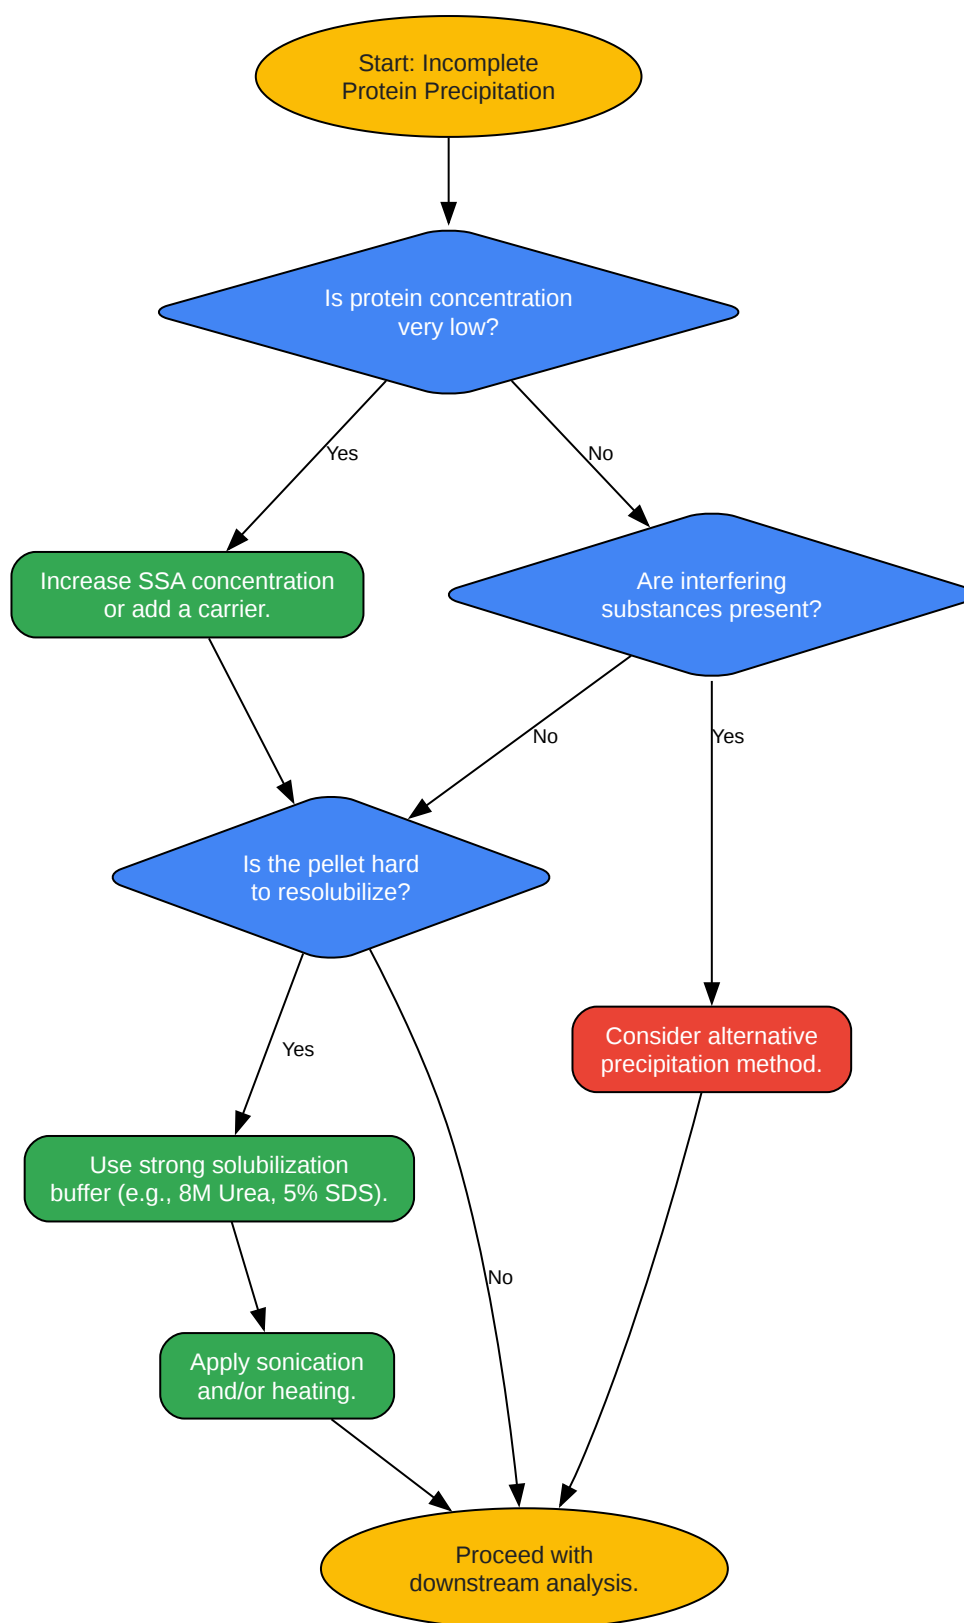 Start: Incomplete
Protein Precipitation
Is protein concentration
very low?
Yes
No
Increase SSA concentration
or add a carrier.
Are interfering
substances present?
No
Yes
Is the pellet hard
to resolubilize?
Consider alternative
precipitation method.
Yes
Use strong solubilization
buffer (e.g., 8M Urea, 5% SDS).
No
Apply sonication
and/or heating.
Proceed with
downstream analysis.